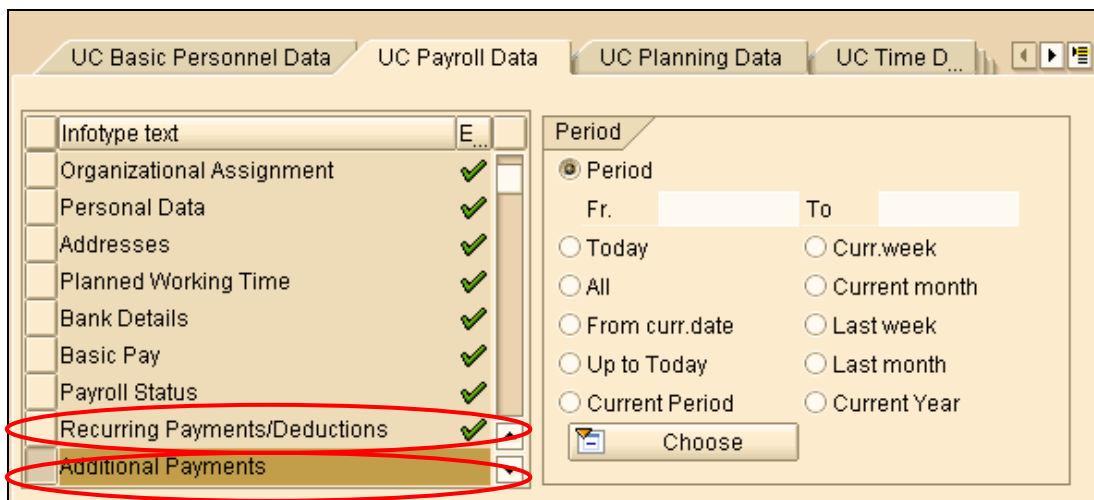 UC Basic Personnel Data UC Payroll Data UC Planning Data UC Time D...
Infotype text E...
Organizational Assignment
Personal Data
Addresses
Planned Working Time
Bank Details
Basic Pay
Payroll Status
Recurring Payments/Deductions
Additional Payments
Period
Period
Fr. To
Today Curr.week
All Current month
From curr.date Last week
Up to Today Last month
Current Period Current Year
Choose